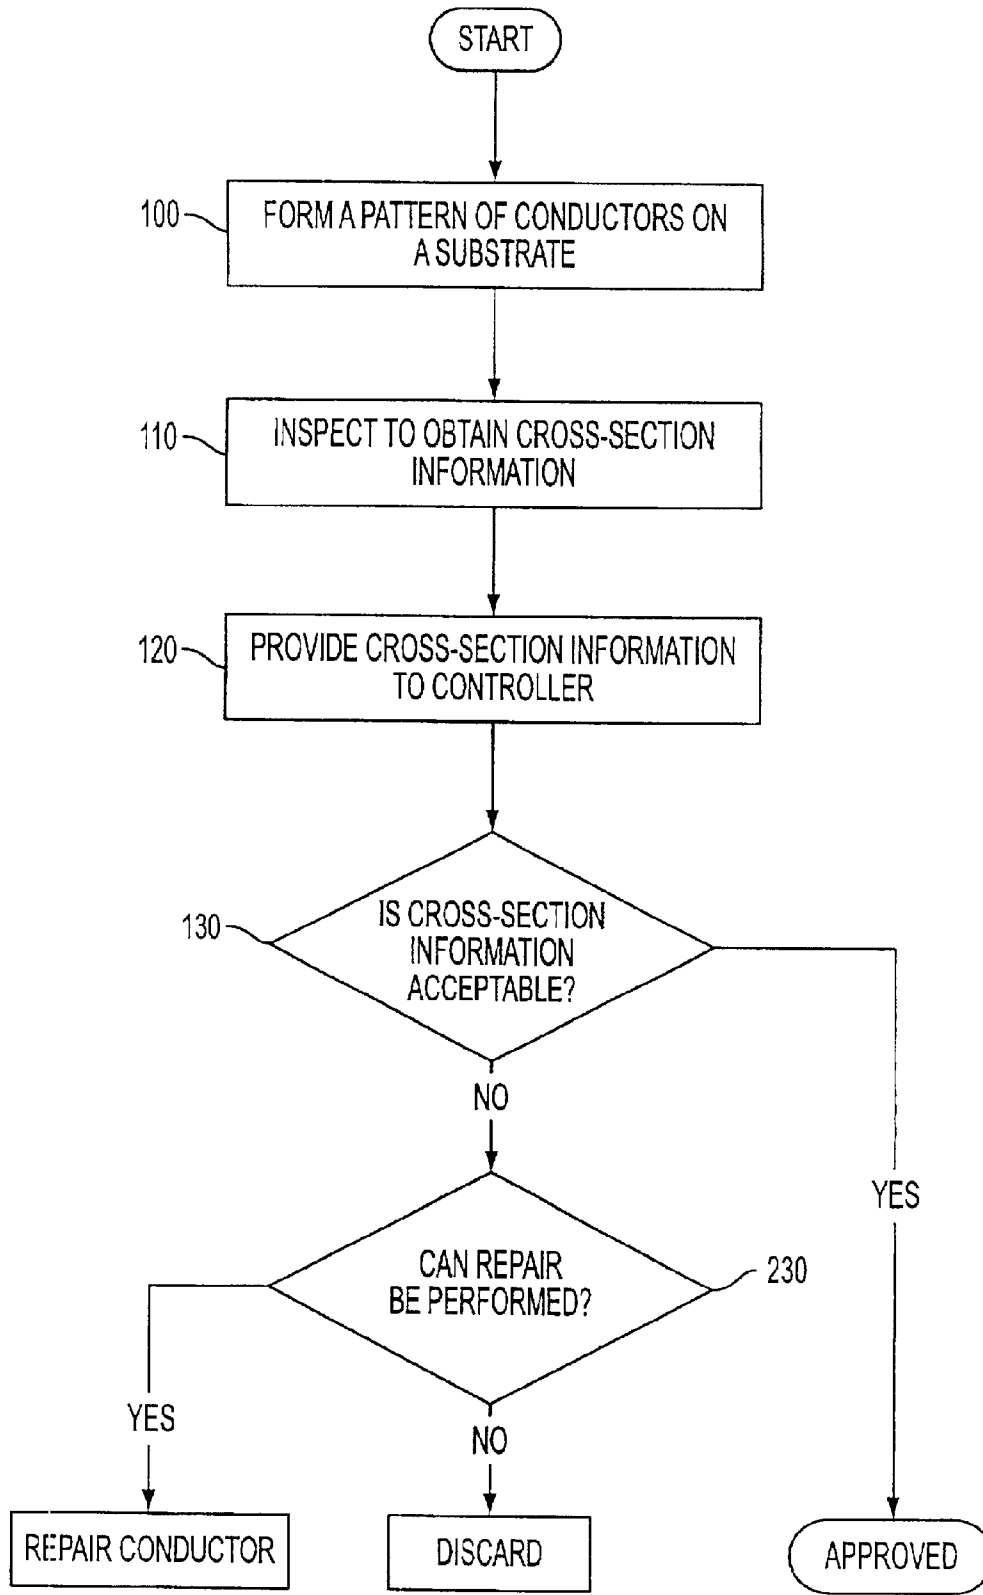 START
100
FORM A PATTERN OF CONDUCTORS ON
A SUBSTRATE
110
INSPECT TO OBTAIN CROSS-SECTION
INFORMATION
120
PROVIDE CROSS-SECTION INFORMATION
TO CONTROLLER
130
IS CROSS-SECTION
INFORMATION
ACCEPTABLE?
NO
YES
CAN REPAIR
BE PERFORMED?
230
YES
NO
REPAIR CONDUCTOR
DISCARD
APPROVED